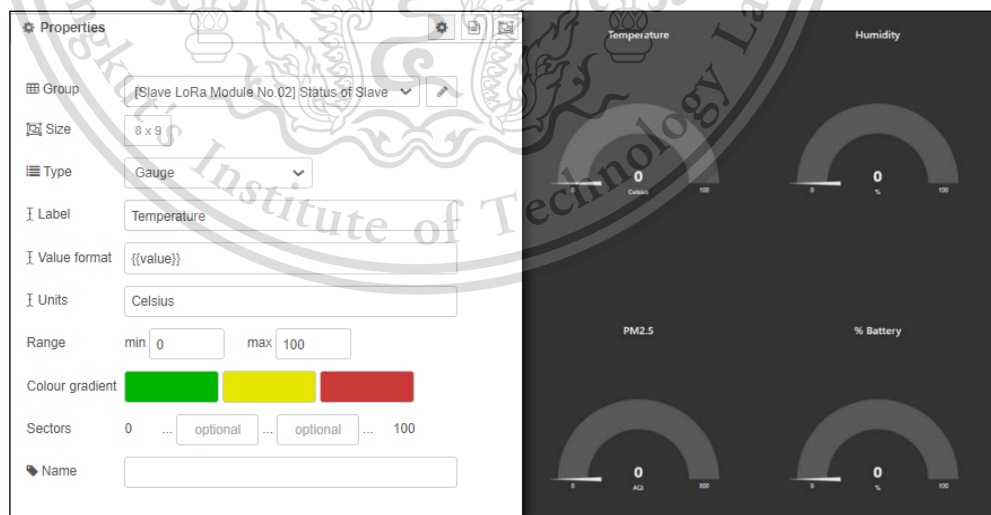 Properties
Group
[Slave LoRa Module No.02] Status of Slave
Size
8 x 9
Type
Gauge
Label
Temperature
Value format
{{value}}
Units
Celsius
Range
min 0
max 100
Colour gradient
Sectors
0 ... optional ... optional ... 100
Name
Temperature
0
Celsius
0
100
Humidity
0
%
0
100
PM2.5
0
AQI
0
500
% Battery
0
%
0
100
Institute of Technology